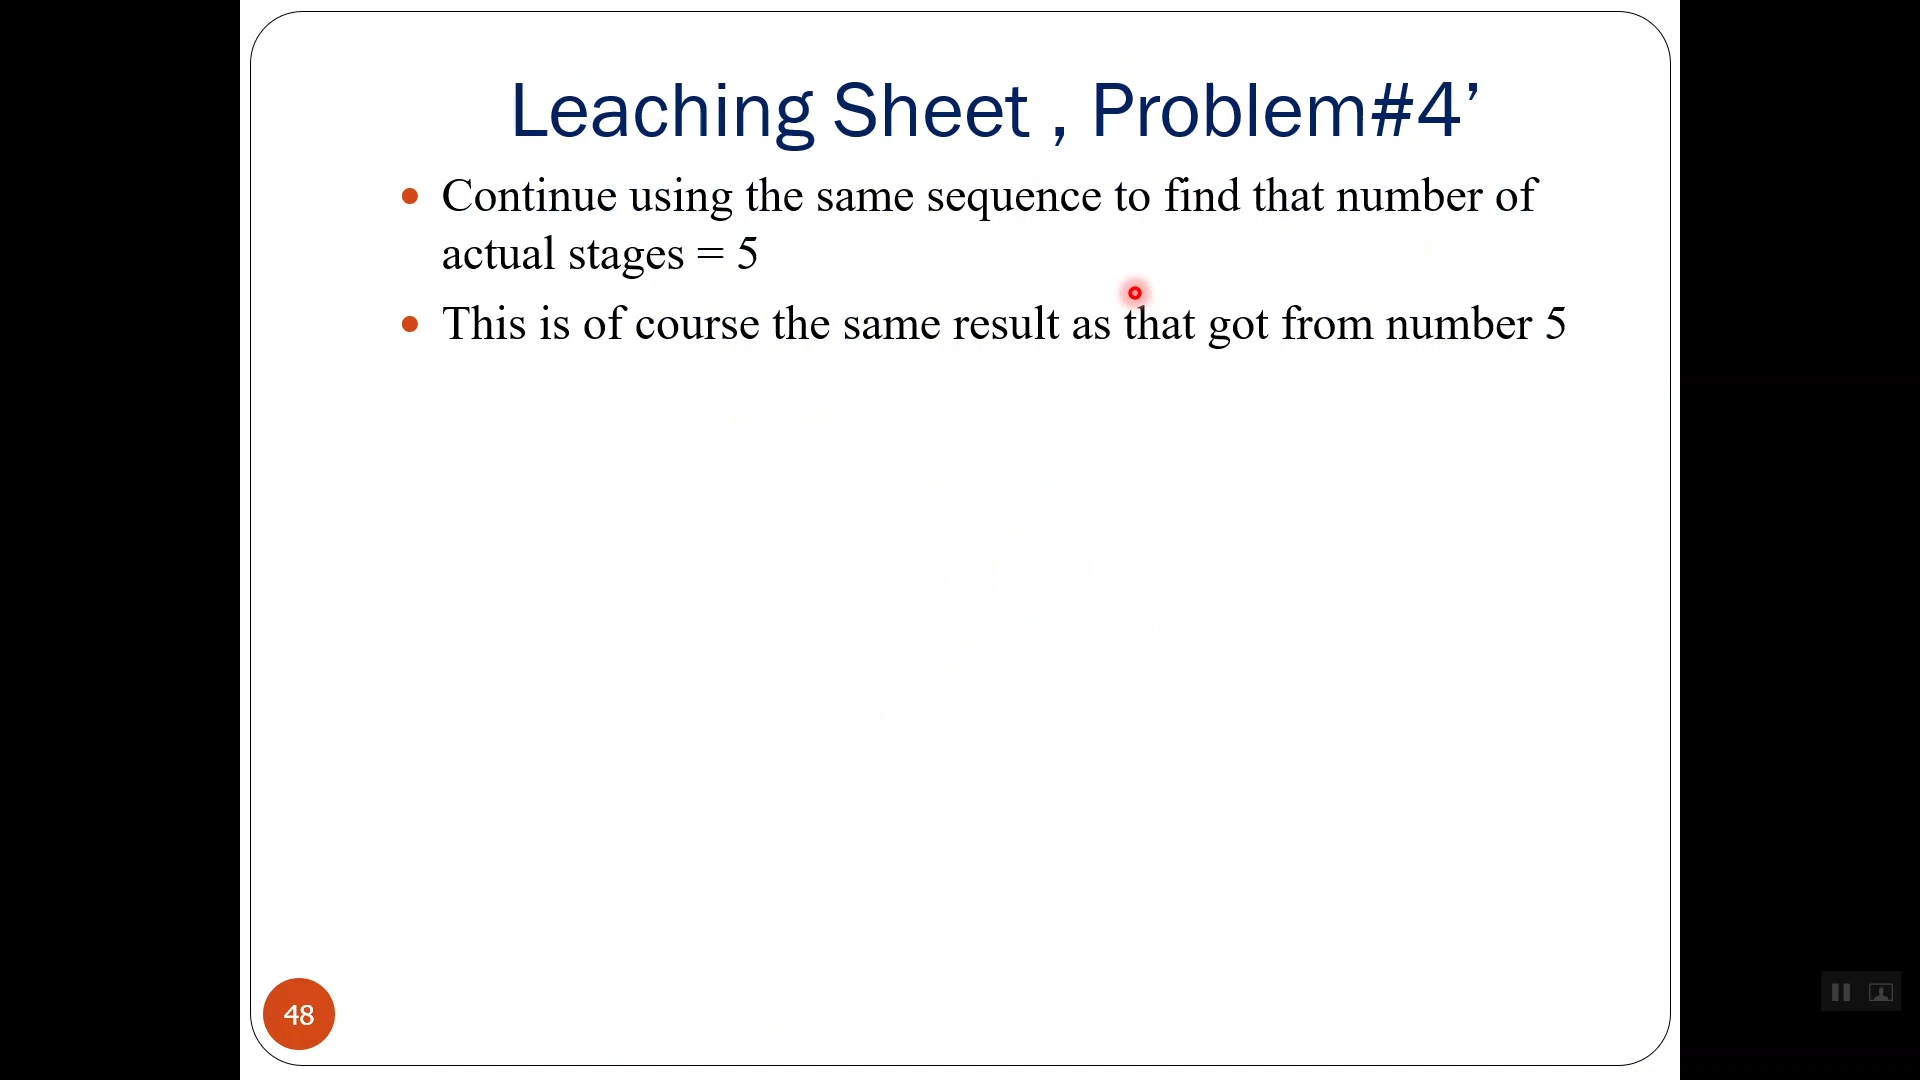 Leaching Sheet , Problem#4’
Continue using the same sequence to find that number of
actual stages = 5
This is of course the same result as that got from number 5
48